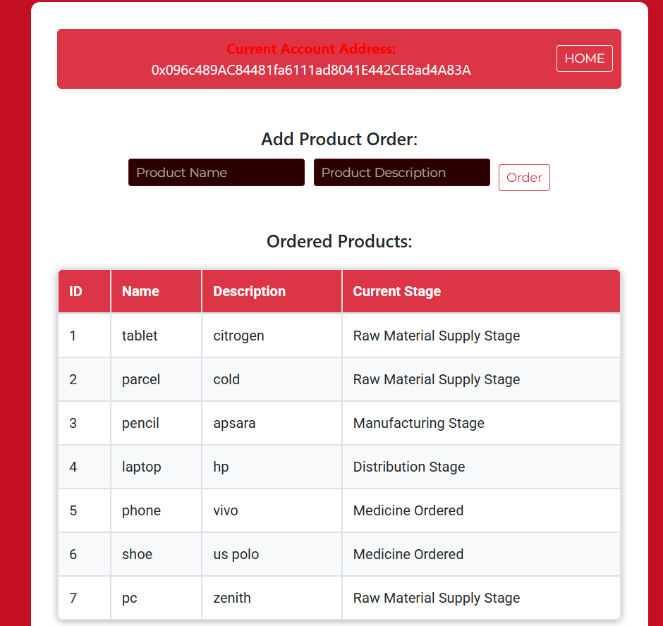 Current Account Address:
0x096c489AC84481fa6111ad8041E442CE8ad4A83A
HOME
Add Product Order:
Product Name Product Description Order
Ordered Products:
ID Name Description Current Stage
1 tablet citrogen Raw Material Supply Stage
2 parcel cold Raw Material Supply Stage
3 pencil apsara Manufacturing Stage
4 laptop hp Distribution Stage
5 phone vivo Medicine Ordered
6 shoe us polo Medicine Ordered
7 pc zenith Raw Material Supply Stage